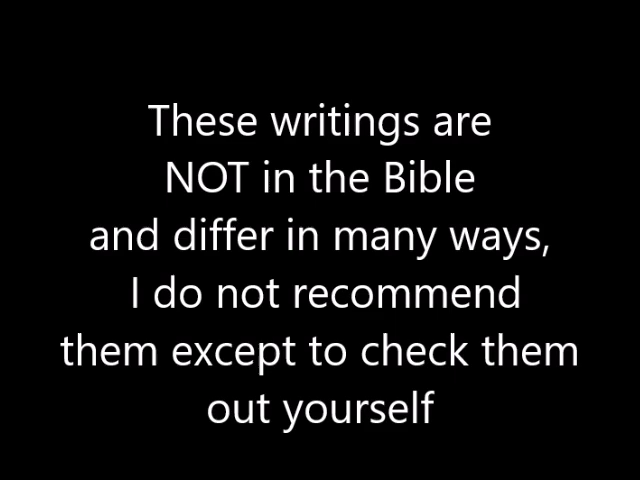 These writings are
NOT in the Bible
and differ in many ways,
I do not recommend
them except to check them
out yourself